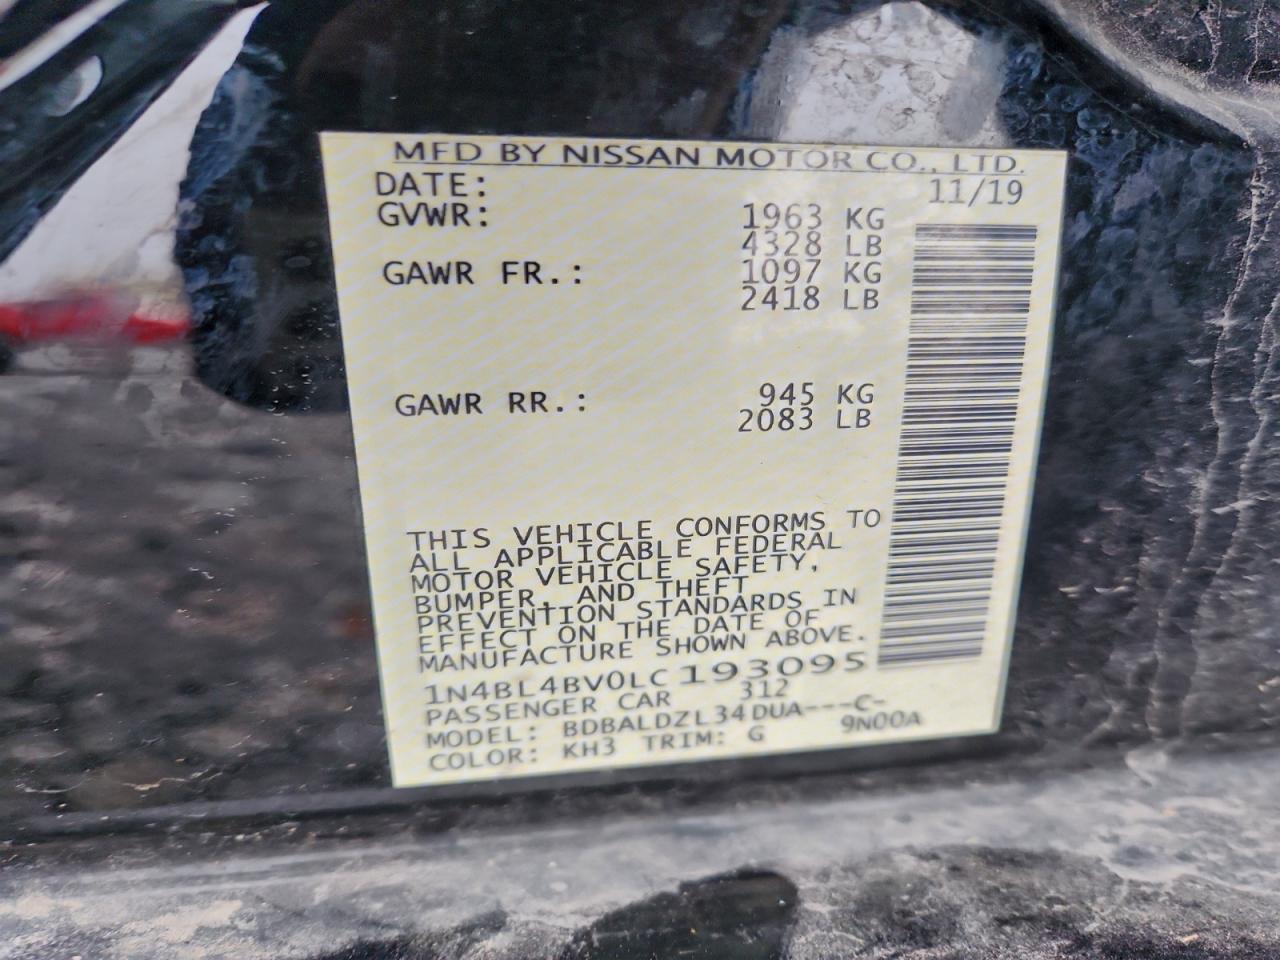 MFD BY NISSAN MOTOR CO., LTD.
DATE: 11/19
GVWR: 1963 KG
4328 LB
GAWR FR.: 1097 KG
2418 LB
GAWR RR.: 945 KG
2083 LB
THIS VEHICLE CONFORMS TO
ALL APPLICABLE FEDERAL
MOTOR VEHICLE SAFETY,
BUMPER, AND THEFT
PREVENTION STANDARDS IN
EFFECT ON THE DATE OF
MANUFACTURE SHOWN ABOVE.
1N4BL4BV0LC193095
PASSENGER CAR 312
MODEL: BDBALDZL34DUA---C-
COLOR: KH3 TRIM: G 9N00A